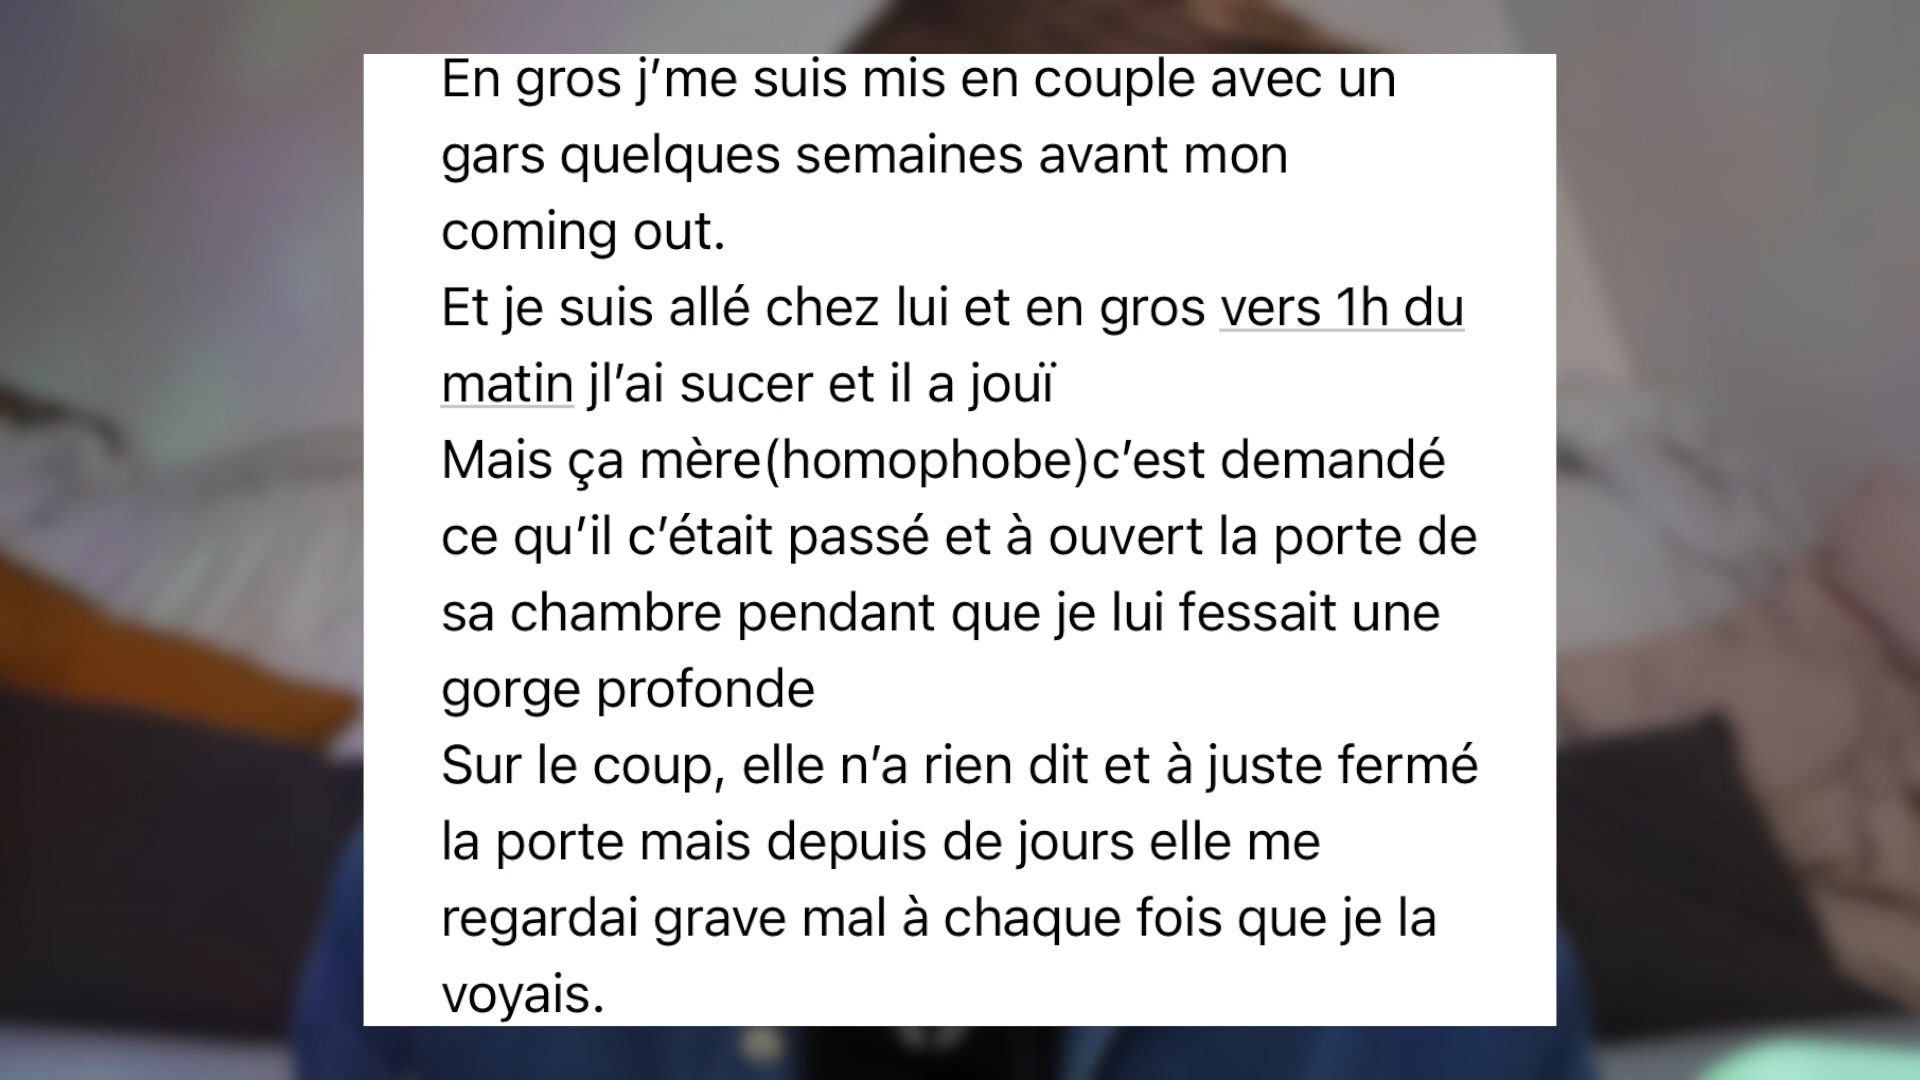 En gros j’me suis mis en couple avec un
gars quelques semaines avant mon
coming out.
Et je suis allé chez lui et en gros vers 1h du
matin jl’ai sucer et il a jouï
Mais ça mère(homophobe)c’est demandé
ce qu’il c’était passé et à ouvert la porte de
sa chambre pendant que je lui fessait une
gorge profonde
Sur le coup, elle n’a rien dit et à juste fermé
la porte mais depuis de jours elle me
regardai grave mal à chaque fois que je la
voyais.